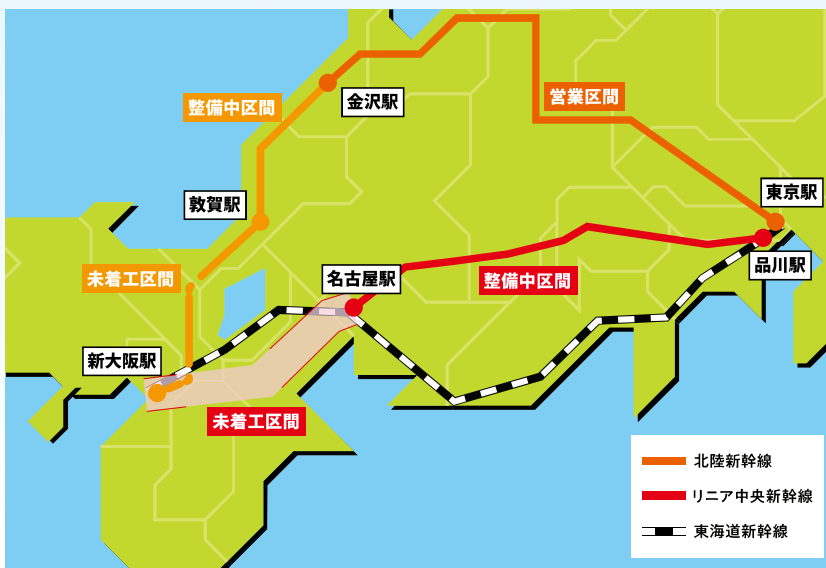 整備中区間
金沢駅
営業区間
敦賀駅
東京駅
品川駅
未着工区間
名古屋駅
整備中区間
新大阪駅
未着工区間
北陸新幹線
リニア中央新幹線
東海道新幹線